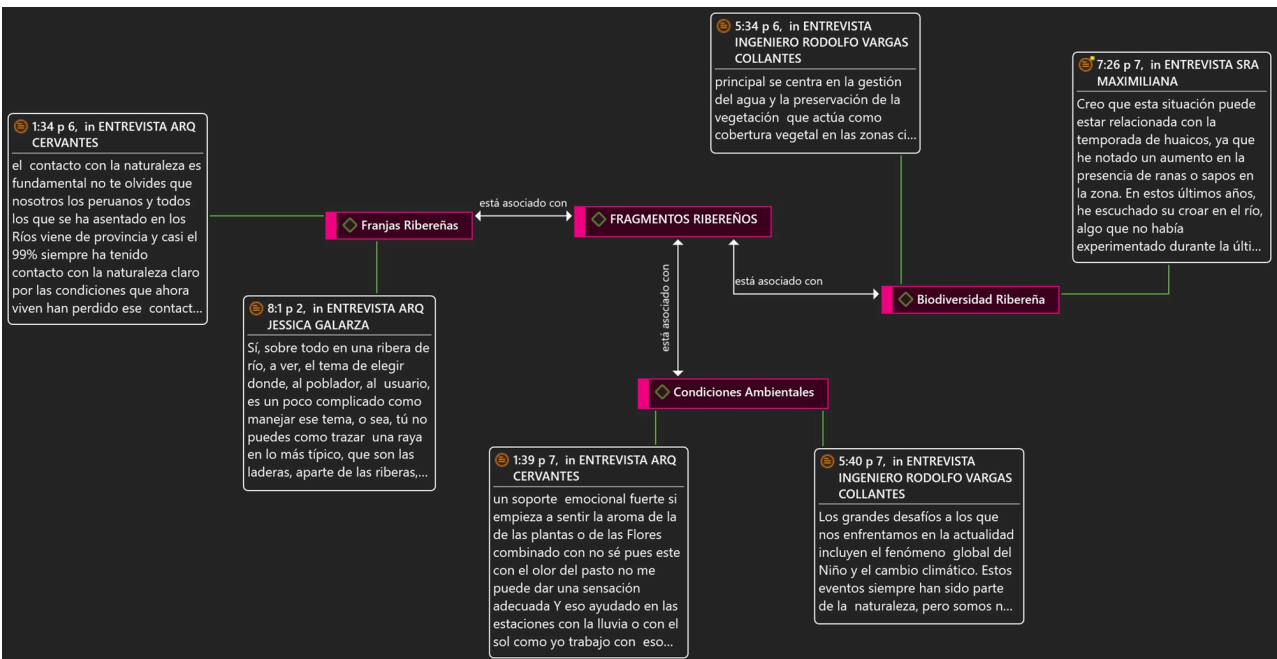 5:34 p 6, in ENTREVISTA
INGENIERO RODOLFO VARGAS
COLLANTES
principal se centra en la gestión
del agua y la preservación de la
vegetación que actúa como
cobertura vegetal en las zonas ci...
7:26 p 7, in ENTREVISTA SRA
MAXIMILIANA
Creo que esta situación puede
estar relacionada con la
temporada de huaicos, ya que
he notado un aumento en la
presencia de ranas o sapos en
la zona. En estos últimos años,
he escuchado su croar en el río,
algo que no había
experimentado durante la últi...
1:34 p 6, in ENTREVISTA ARQ
CERVANTES
el contacto con la naturaleza es
fundamental no te olvides que
nosotros los peruanos y todos
los que se ha asentado en los
Ríos viene de provincia y casi el
99% siempre ha tenido
contacto con la naturaleza claro
por las condiciones que ahora
viven han perdido ese contact...
Franjas Ribereñas
está asociado con
FRAGMENTOS RIBEREÑOS
está asociado con
está asociado con
Biodiversidad Ribereña
8:1 p 2, in ENTREVISTA ARQ
JESSICA GALARZA
Sí, sobre todo en una ribera de
río, a ver, el tema de elegir
donde, al poblador, al usuario,
es un poco complicado como
manejar ese tema, o sea, tú no
puedes como trazar una raya
en lo más típico, que son las
laderas, aparte de las riberas,...
Condiciones Ambientales
1:39 p 7, in ENTREVISTA ARQ
CERVANTES
un soporte emocional fuerte si
empieza a sentir la aroma de la
de las plantas o de las Flores
combinado con no sé pues este
con el olor del pasto no me
puede dar una sensación
adecuada Y eso ayudado en las
estaciones con la lluvia o con el
sol como yo trabajo con eso...
5:40 p 7, in ENTREVISTA
INGENIERO RODOLFO VARGAS
COLLANTES
Los grandes desafíos a los que
nos enfrentamos en la actualidad
incluyen el fenómeno global del
Niño y el cambio climático. Estos
eventos siempre han sido parte
de la naturaleza, pero somos n...